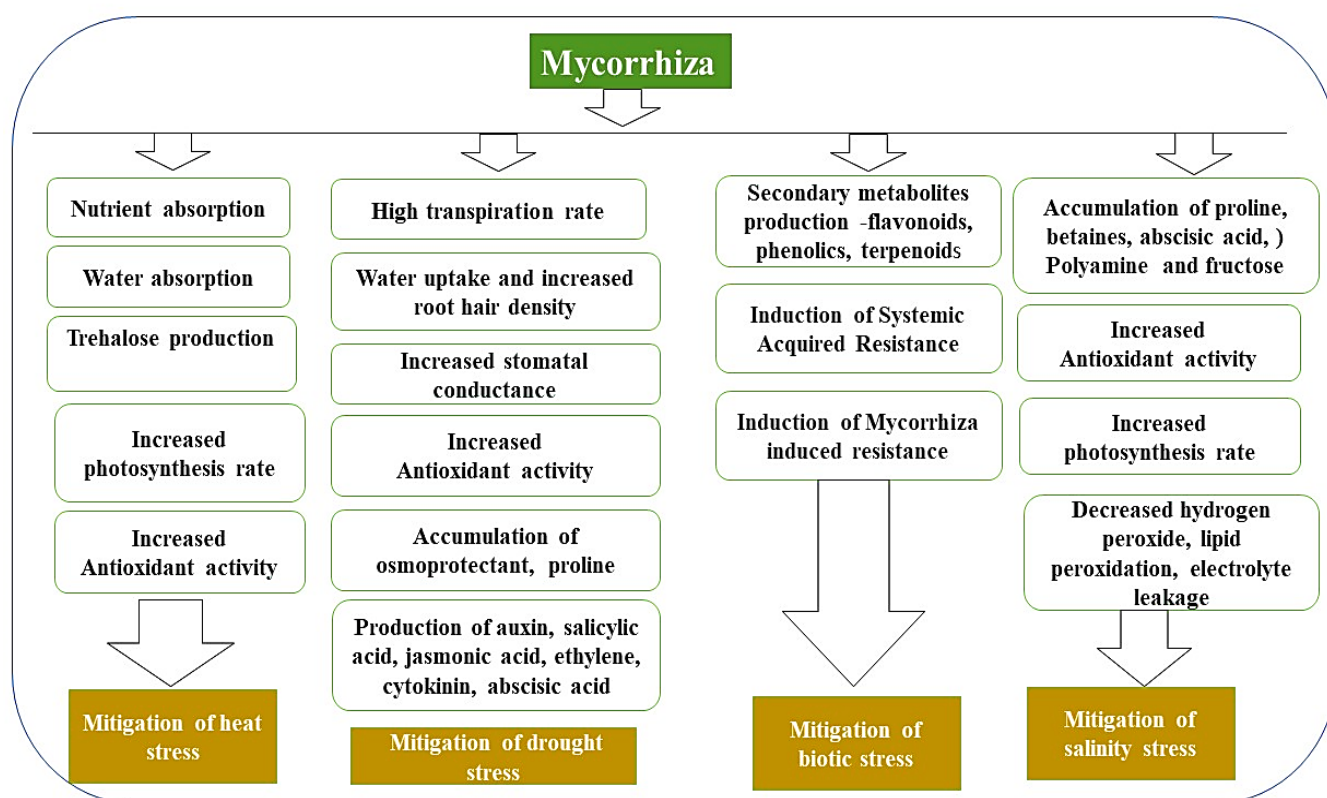 Mycorrhiza
Nutrient absorption
Water absorption
Trehalose production
Increased
photosynthesis rate
Increased
Antioxidant activity
Mitigation of heat
stress
High transpiration rate
Water uptake and increased
root hair density
Increased stomatal
conductance
Increased
Antioxidant activity
Accumulation of
osmoprotectant, proline
Production of auxin, salicylic
acid, jasmonic acid, ethylene,
cytokinin, abscisic acid
Mitigation of drought
stress
Secondary metabolites
production -flavonoids,
phenolics, terpenoids
Induction of Systemic
Acquired Resistance
Induction of Mycorrhiza
induced resistance
Mitigation of
biotic stress
Accumulation of proline,
betaines, abscisic acid, )
Polyamine and fructose
Increased
Antioxidant activity
Increased
photosynthesis rate
Decreased hydrogen
peroxide, lipid
peroxidation, electrolyte
leakage
Mitigation of
salinity stress